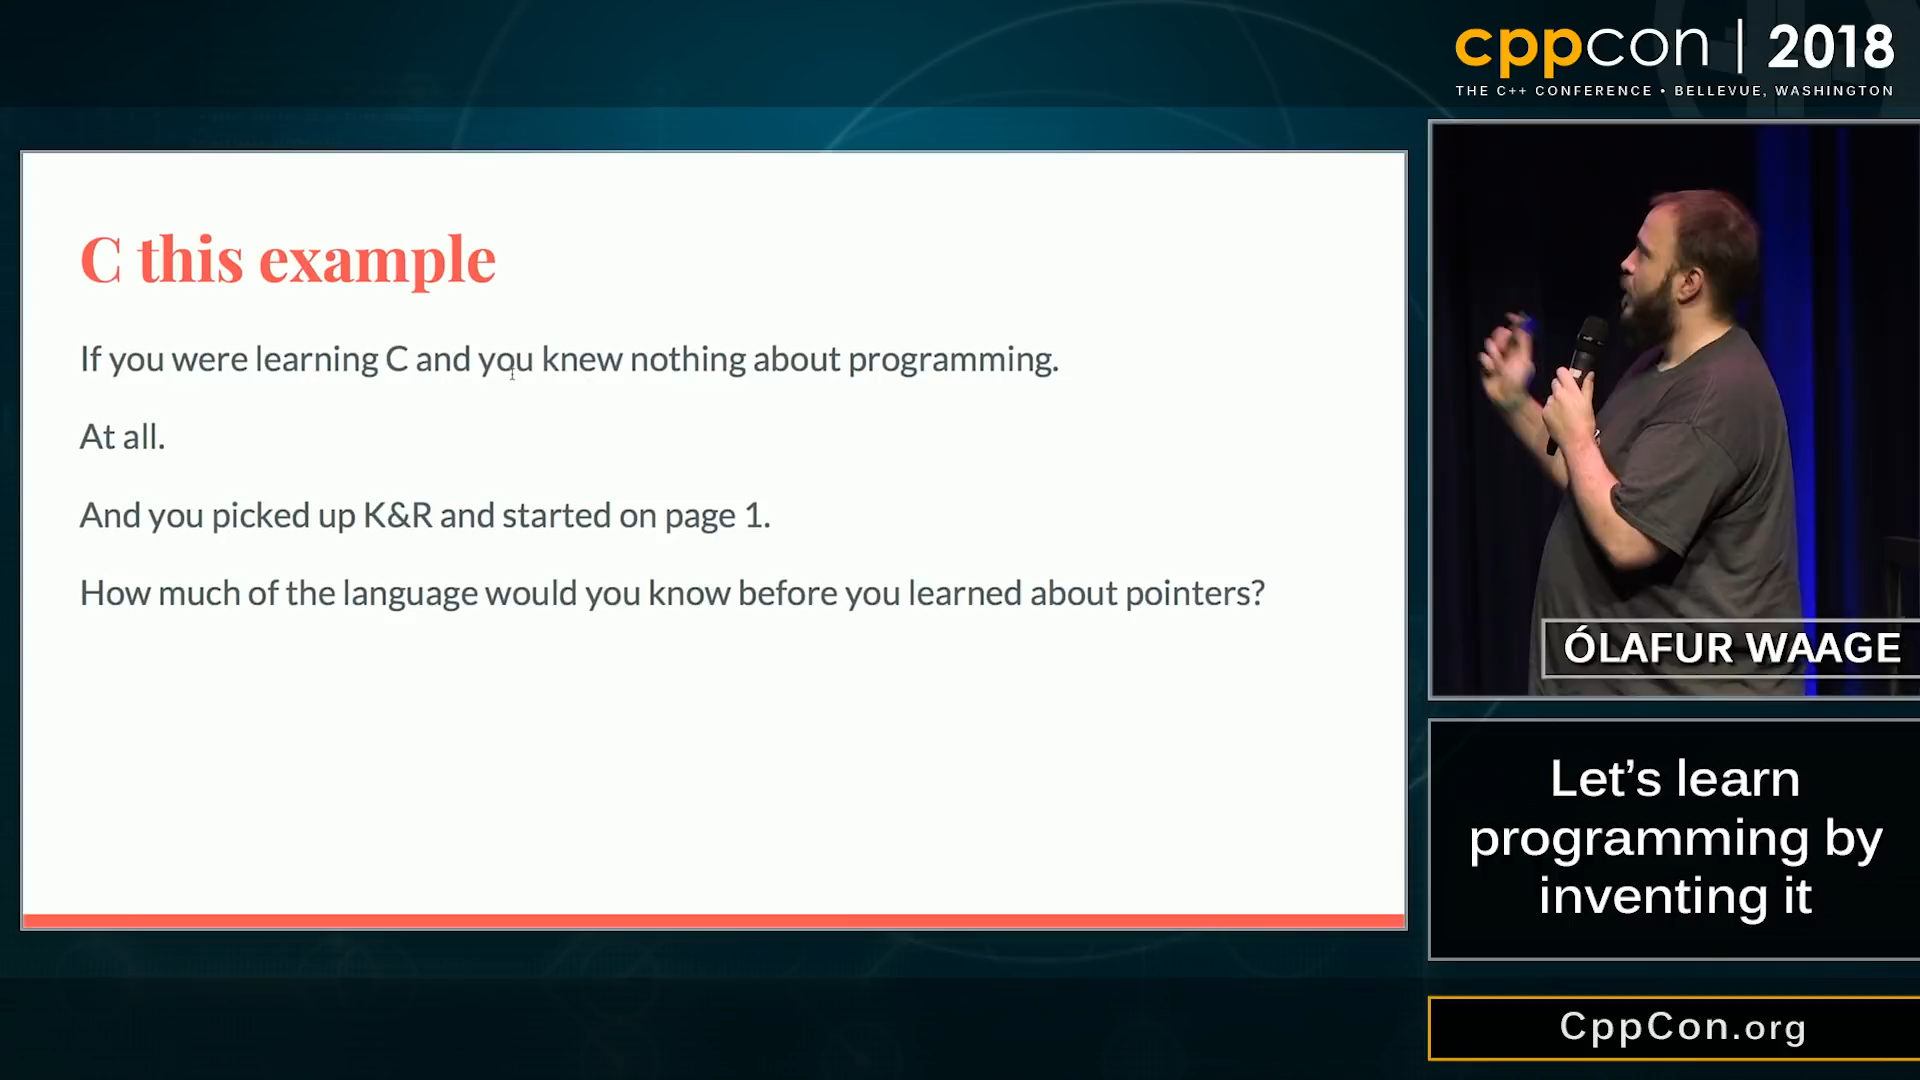 cppcon | 2018
THE C++ CONFERENCE • BELLEVUE, WASHINGTON
C this example
If you were learning C and you knew nothing about programming.
At all.
And you picked up K&R and started on page 1.
How much of the language would you know before you learned about pointers?
ÓLAFUR WAAGE
Let's learn
programming by
inventing it
CppCon.org